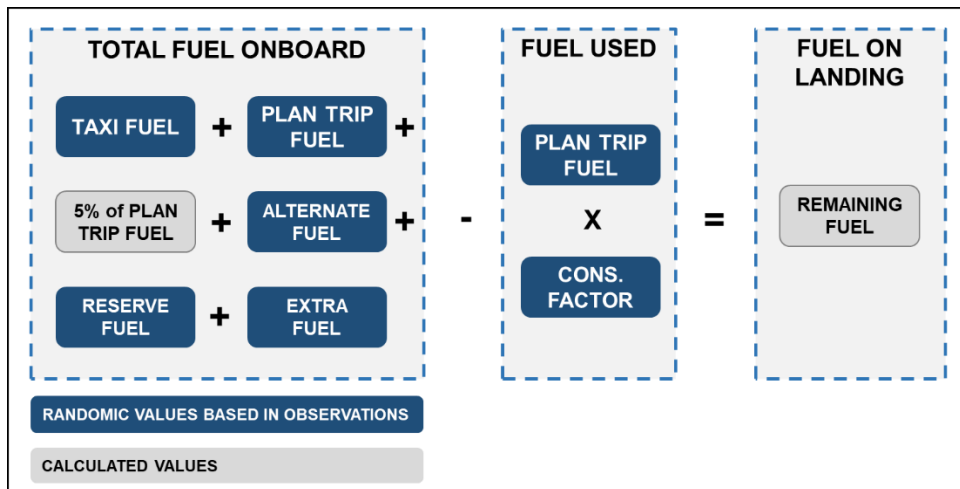 TOTAL FUEL ONBOARD
TAXI FUEL
+
PLAN TRIP
FUEL
+
5% of PLAN
TRIP FUEL
+
ALTERNATE
FUEL
+
RESERVE
FUEL
+
EXTRA
FUEL
-
FUEL USED
PLAN TRIP
FUEL
X
CONS.
FACTOR
=
FUEL ON
LANDING
REMAINING
FUEL
RANDOMIC VALUES BASED IN OBSERVATIONS
CALCULATED VALUES